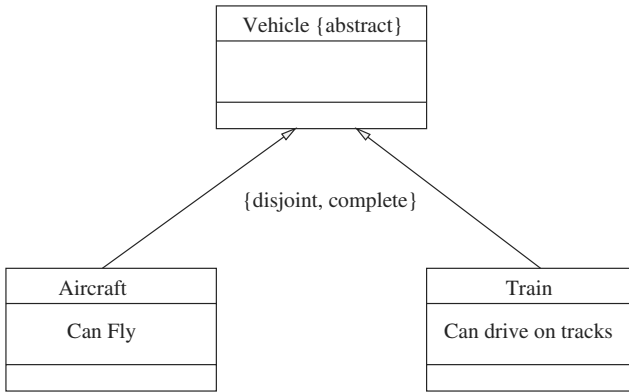 Vehicle {abstract}
{disjoint, complete}
Aircraft
Can Fly
Train
Can drive on tracks